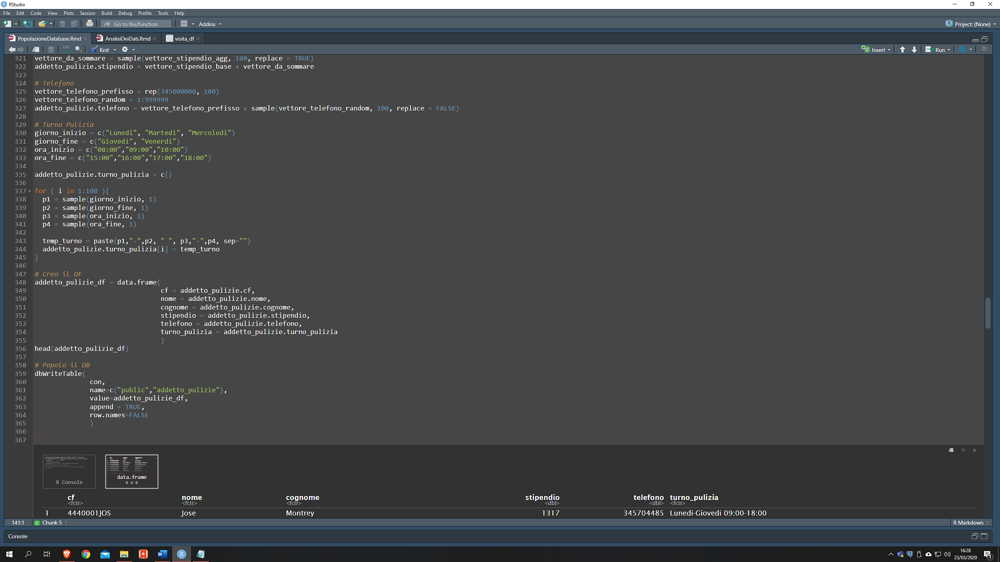 RStudio
File Edit Code View Plots Session Build Debug Profile Tools Help
Go to file/function Addins Project: (None)
PopolazioneDatabase.Rmd AnalisiDeiDati.Rmd visita_df
ABC Knit Insert Run
321 vettore_da_sommare = sample(vettore_stipendio_agg, 100, replace = TRUE)
322 addetto_pulizie.stipendio = vettore_stipendio_base + vettore_da_sommare
323
324 # Telefono
325 vettore_telefono_prefisso = rep(345000000, 100)
326 vettore_telefono_random = 1:999999
327 addetto_pulizie.telefono = vettore_telefono_prefisso + sample(vettore_telefono_random, 100, replace = FALSE)
328
329 # Turno Pulizia
330 giorno_inizio = c("Lunedi", "Martedi", "Mercoledi")
331 giorno_fine = c("Giovedi", "Venerdi")
332 ora_inizio = c("08:00","09:00","10:00")
333 ora_fine = c("15:00","16:00","17:00","18:00")
334
335 addetto_pulizie.turno_pulizia = c()
336
337 for ( i in 1:100 ){
338 p1 = sample(giorno_inizio, 1)
339 p2 = sample(giorno_fine, 1)
340 p3 = sample(ora_inizio, 1)
341 p4 = sample(ora_fine, 1)
342
343 temp_turno = paste(p1,"-",p2, " ", p3,"-",p4, sep="")
344 addetto_pulizie.turno_pulizia[i] = temp_turno
345 }
346
347 # Creo il DF
348 addetto_pulizie_df = data.frame(
349 cf = addetto_pulizie.cf,
350 nome = addetto_pulizie.nome,
351 cognome = addetto_pulizie.cognome,
352 stipendio = addetto_pulizie.stipendio,
353 telefono = addetto_pulizie.telefono,
354 turno_pulizia = addetto_pulizie.turno_pulizia
355 )
356 head(addetto_pulizie_df)
357
358 # Popolo il DB
359 dbWriteTable(
360 con,
361 name=c("public","addetto_pulizie"),
362 value=addetto_pulizie_df,
363 append = TRUE,
364 row.names=FALSE
365 )
366
367 ```
R Console
data.frame
6 x 6
cf nome cognome stipendio telefono turno_pulizia
<fctr> <fctr> <fctr> <dbl> <dbl> <fctr>
1 4440001JOS Jose Montrey 1317 345704485 Lunedi-Giovedi 09:00-18:00
141:1 C Chunk 5 R Markdown
Console
16:28
23/03/2020
1